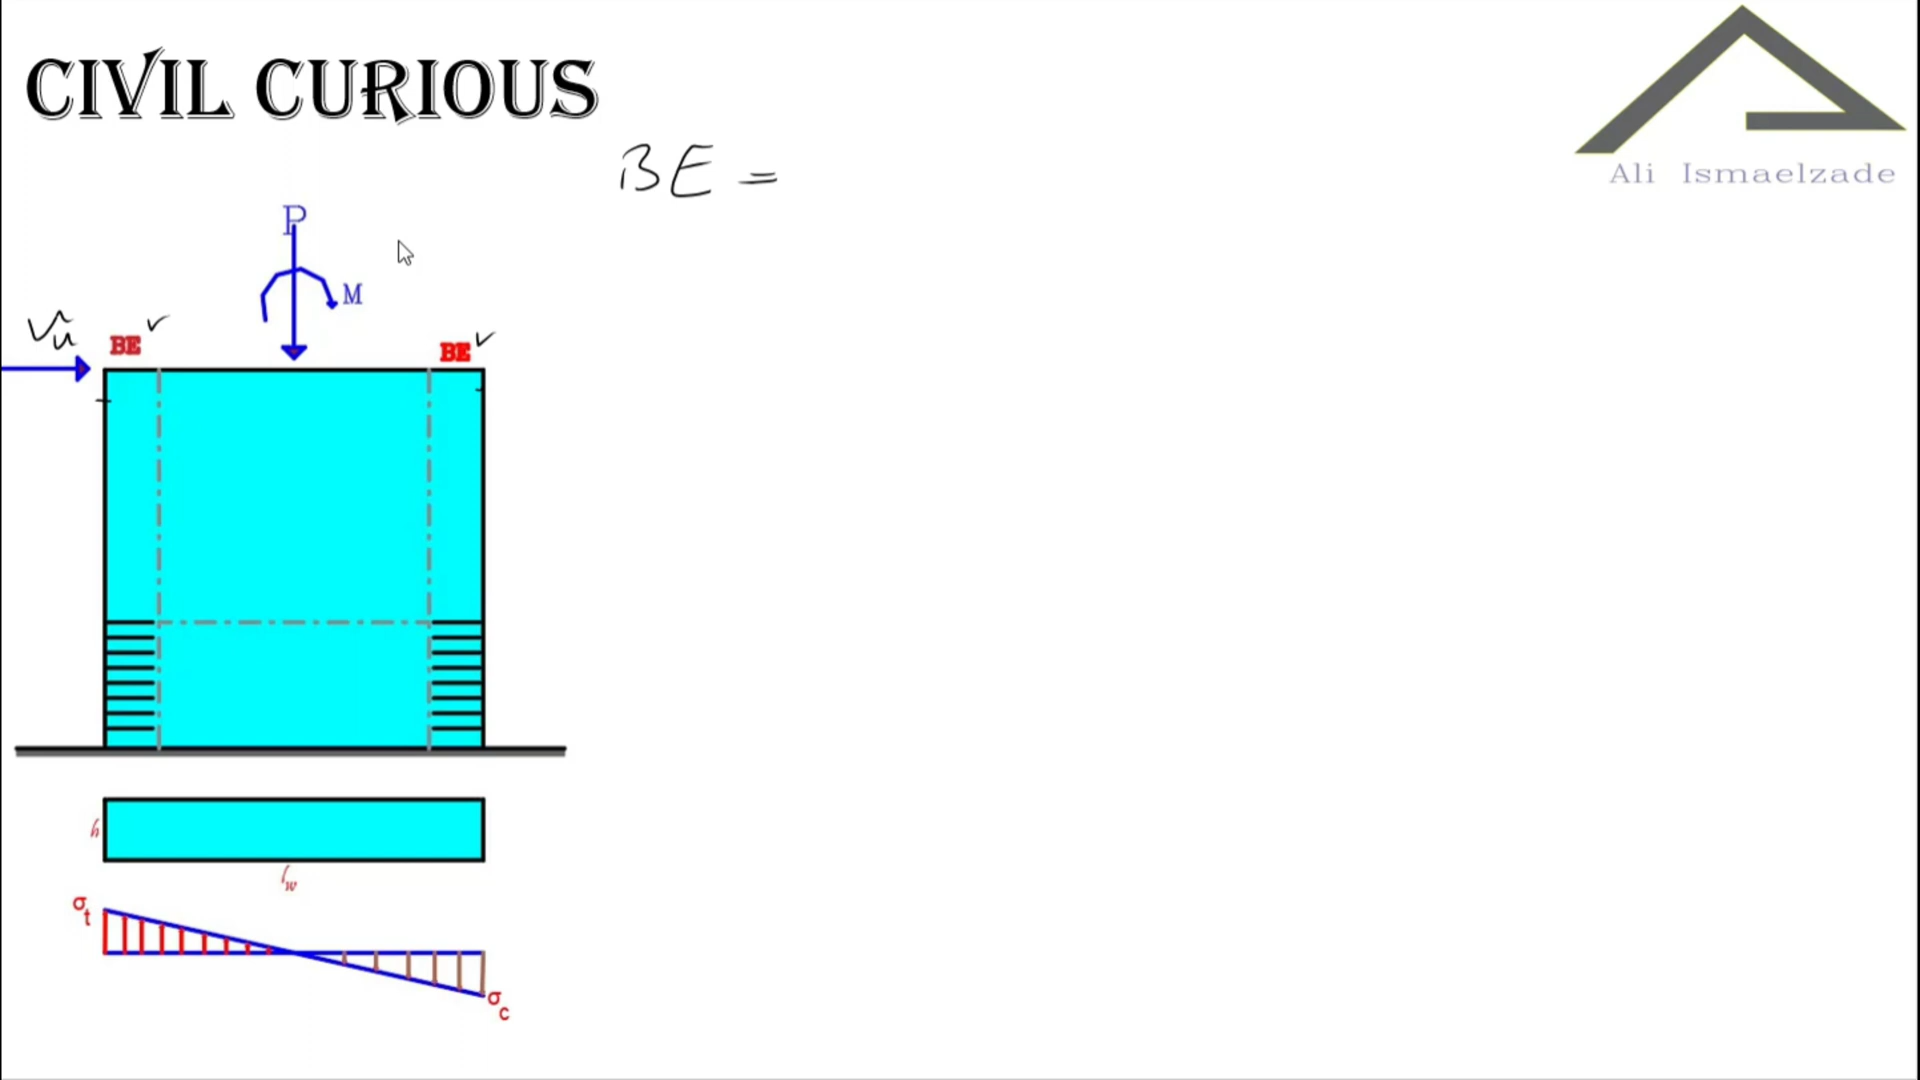 CIVIL CURIOUS
Ali Ismaelzade
BE =
P
M
Vu
BE
BE
h
lw
σt
σc